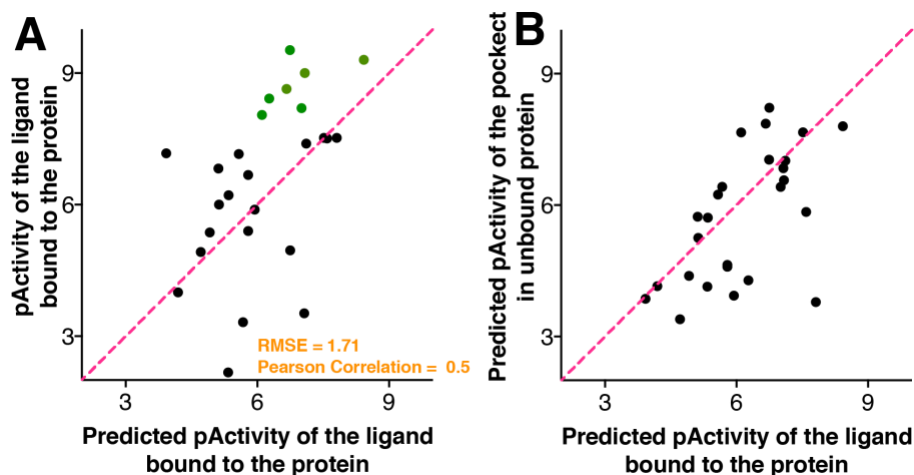 A
pActivity of the ligand
bound to the protein
9
6
3
RMSE = 1.71
Pearson Correlation = 0.5
3 6 9
Predicted pActivity of the ligand
bound to the protein
B
Predicted pActivity of the pockect
in unbound protein
9
6
3
3 6 9
Predicted pActivity of the ligand
bound to the protein